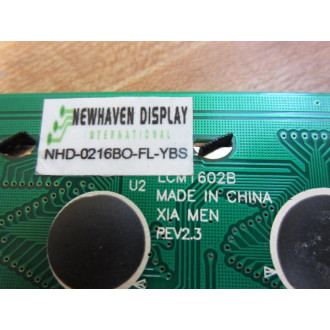 NEWHAVEN DISPLAY
INTERNATIONAL
NHD-0216BO-FL-YBS
U2
LCM1602B
MADE IN CHINA
XIA MEN
REV2.3